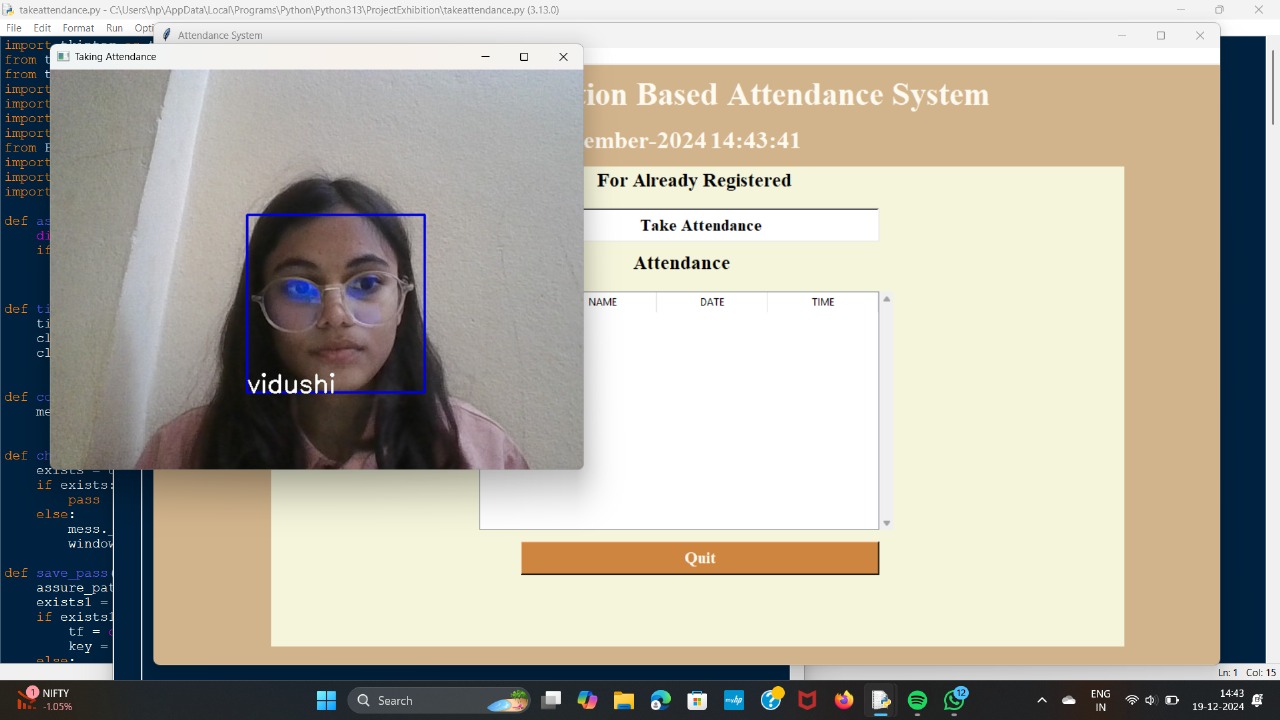 takeattendance.py - C:\Users\hp\AppData\Local\Programs\Python\Python313\ProjectExhibition\takeattendance.py (3.13.0)
File Edit Format Run Opti
Attendance System
Taking Attendance
import
from t
from t
import
import
import
import
from
import
import
import
def as
di
if
def ti
ti
cl
cl
def co
me
def ch
exists =
if exists:
pass
else:
mess._
window
def save_pass(
assure_pat
exists1 =
if exists1
tf =
key =
else:
vidushi
tion Based Attendance System
ember-2024 14:43:41
For Already Registered
Take Attendance
Attendance
NAME DATE TIME
Quit
Ln: 1 Col: 15
1
NIFTY
-1.05%
Search
hp
12
ENG
IN
14:43
19-12-2024